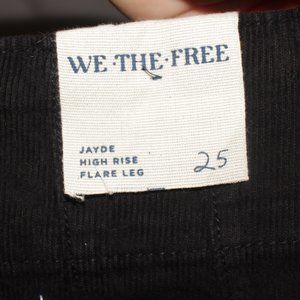 WE·THE·FREE
JAYDE
HIGH RISE
FLARE LEG
25